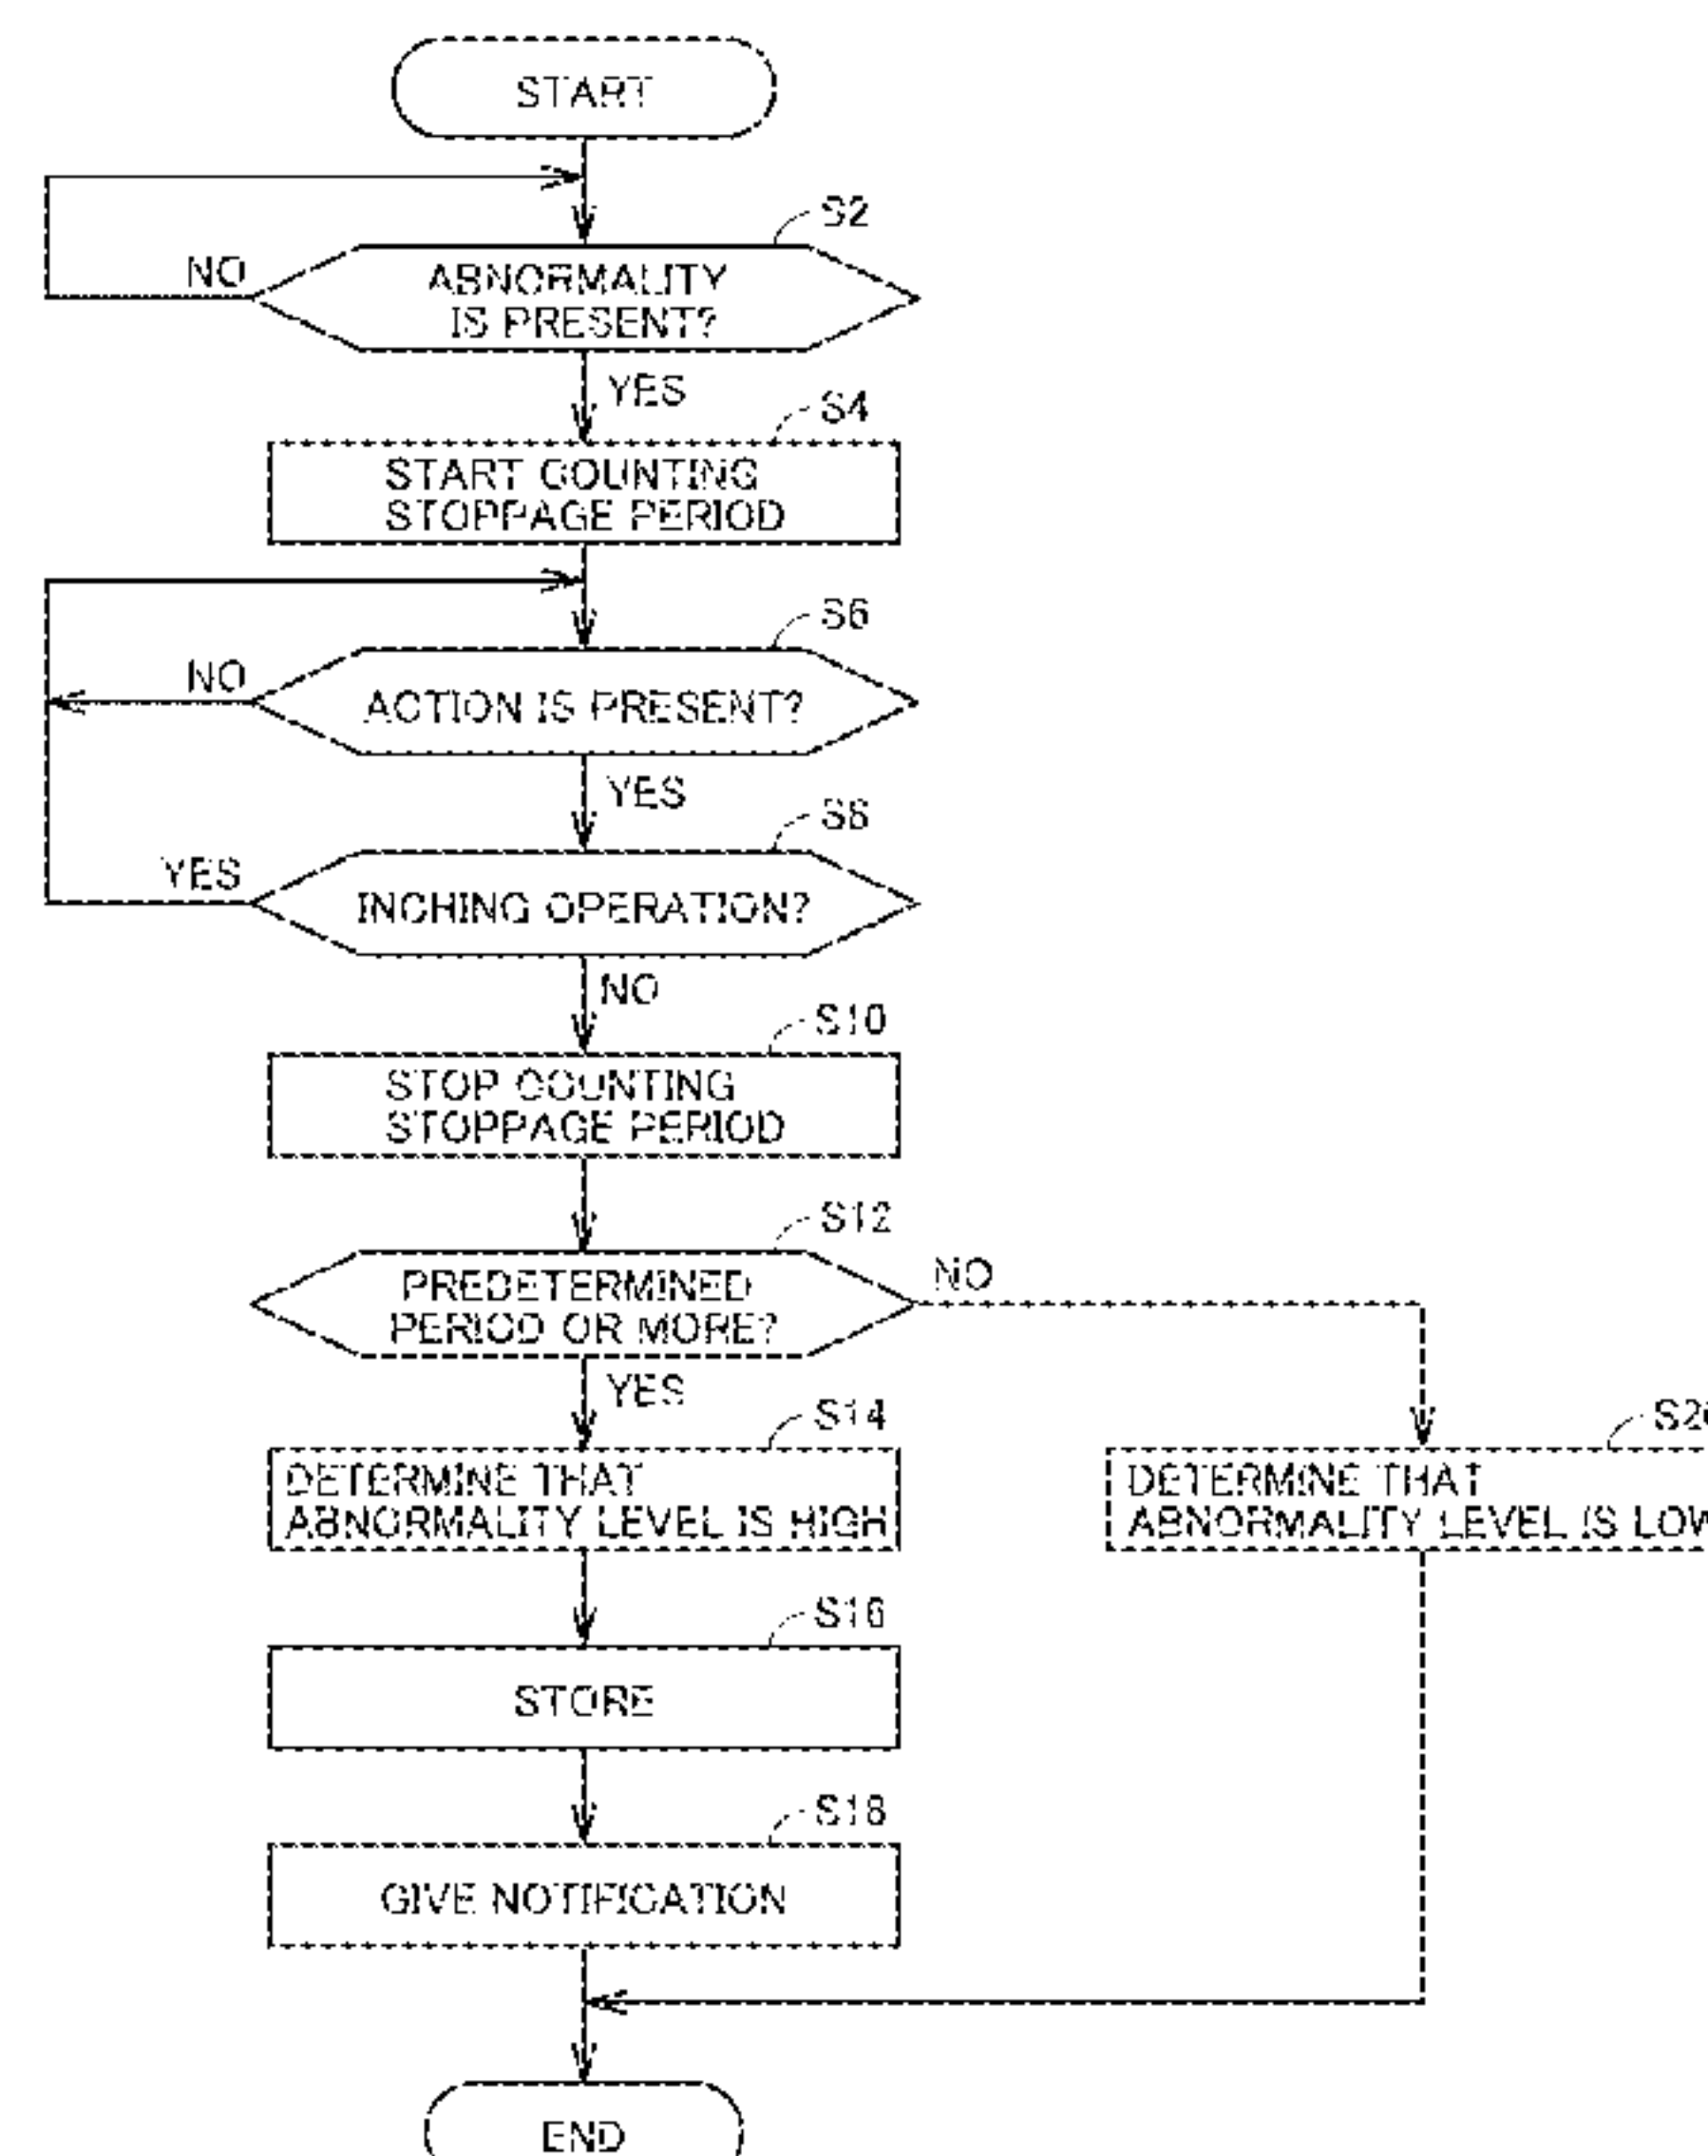 START
S2
NO
ABNORMALITY
IS PRESENT?
YES
S4
START COUNTING
STOPPAGE PERIOD
S6
NO
ACTION IS PRESENT?
YES
S8
YES
INCHING OPERATION?
NO
S10
STOP COUNTING
STOPPAGE PERIOD
S12
PREDETERMINED
PERIOD OR MORE?
NO
YES
S14
DETERMINE THAT
ABNORMALITY LEVEL IS HIGH
S20
DETERMINE THAT
ABNORMALITY LEVEL IS LOW
S16
STORE
S18
GIVE NOTIFICATION
END